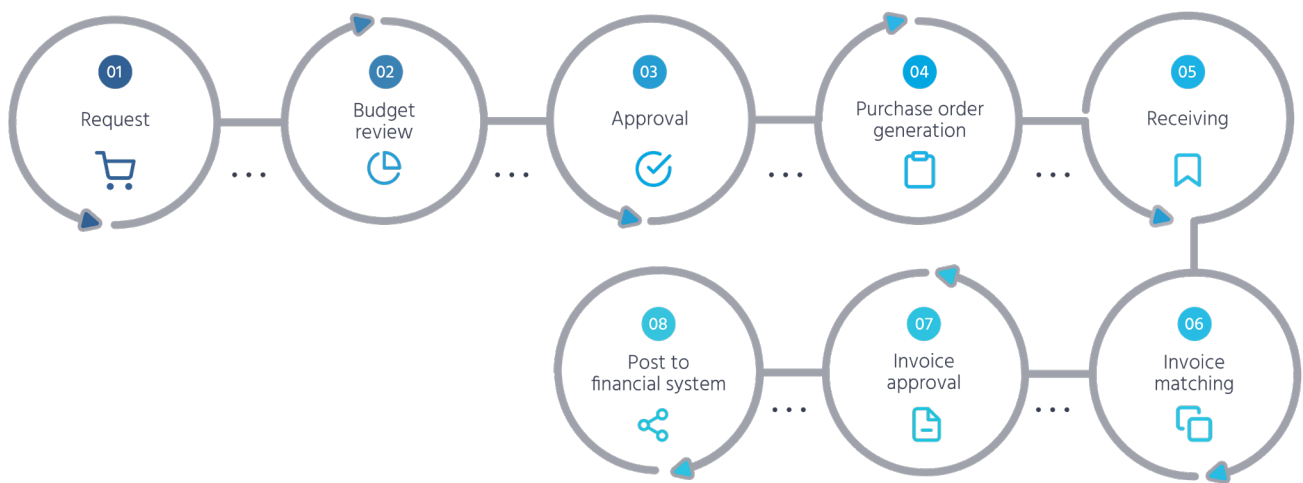 01
Request
02
Budget
review
03
Approval
04
Purchase order
generation
05
Receiving
06
Invoice
matching
07
Invoice
approval
08
Post to
financial system